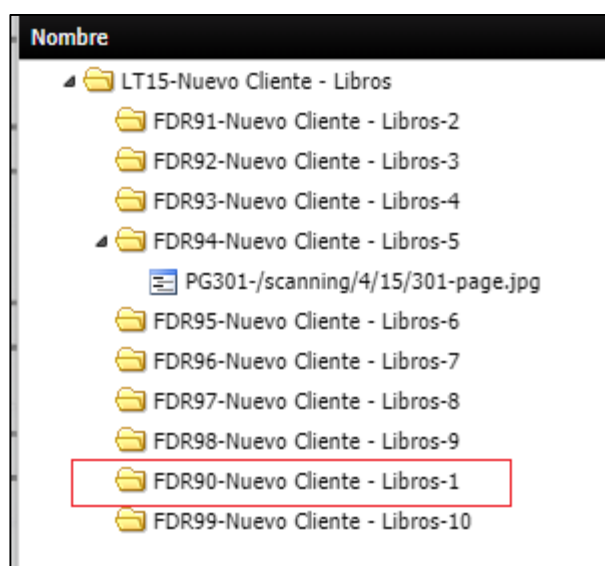 Nombre
LT15-Nuevo Cliente - Libros
FDR91-Nuevo Cliente - Libros-2
FDR92-Nuevo Cliente - Libros-3
FDR93-Nuevo Cliente - Libros-4
FDR94-Nuevo Cliente - Libros-5
PG301-/scanning/4/15/301-page.jpg
FDR95-Nuevo Cliente - Libros-6
FDR96-Nuevo Cliente - Libros-7
FDR97-Nuevo Cliente - Libros-8
FDR98-Nuevo Cliente - Libros-9
FDR90-Nuevo Cliente - Libros-1
FDR99-Nuevo Cliente - Libros-10